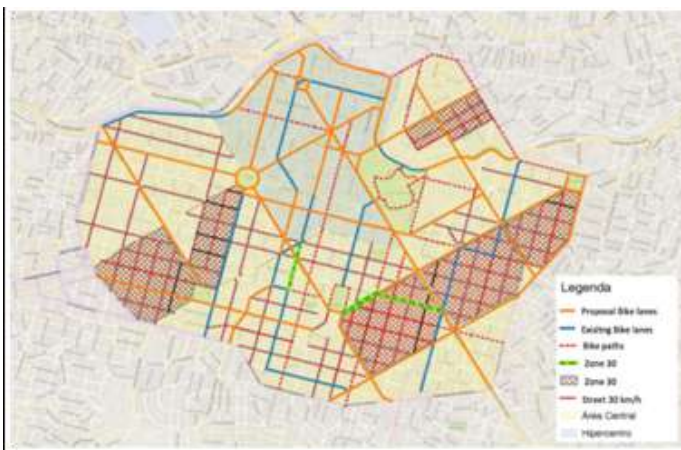 Legenda
Proposal Bike lanes
Existing Bike lanes
Bike paths
Zone 30
Zone 30
Street 30 km/h
Área Central
Hipercentro